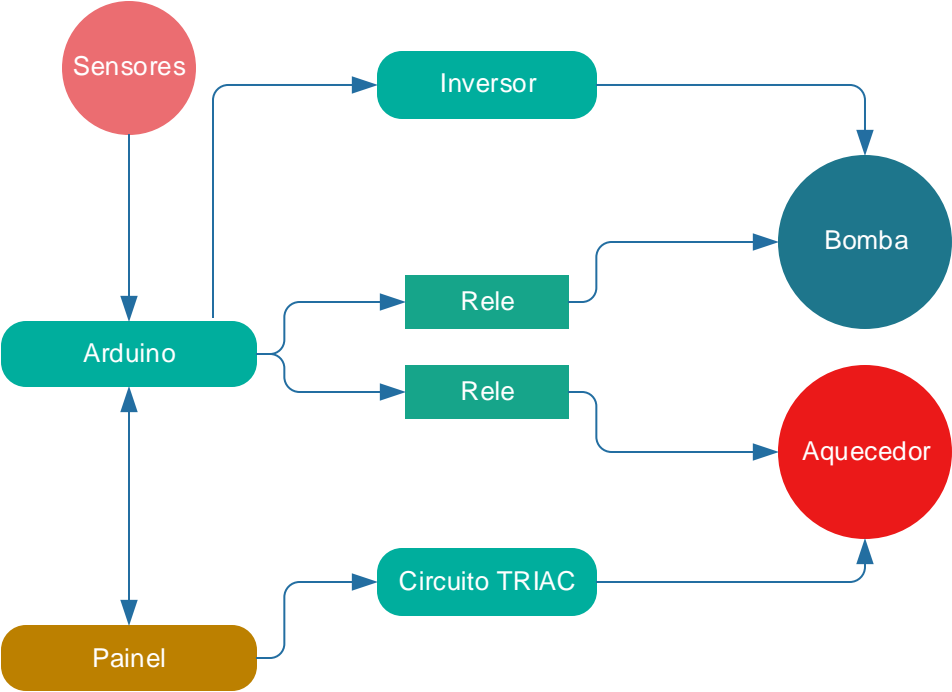 Sensores
Inversor
Bomba
Rele
Arduino
Rele
Aquecedor
Circuito TRIAC
Painel